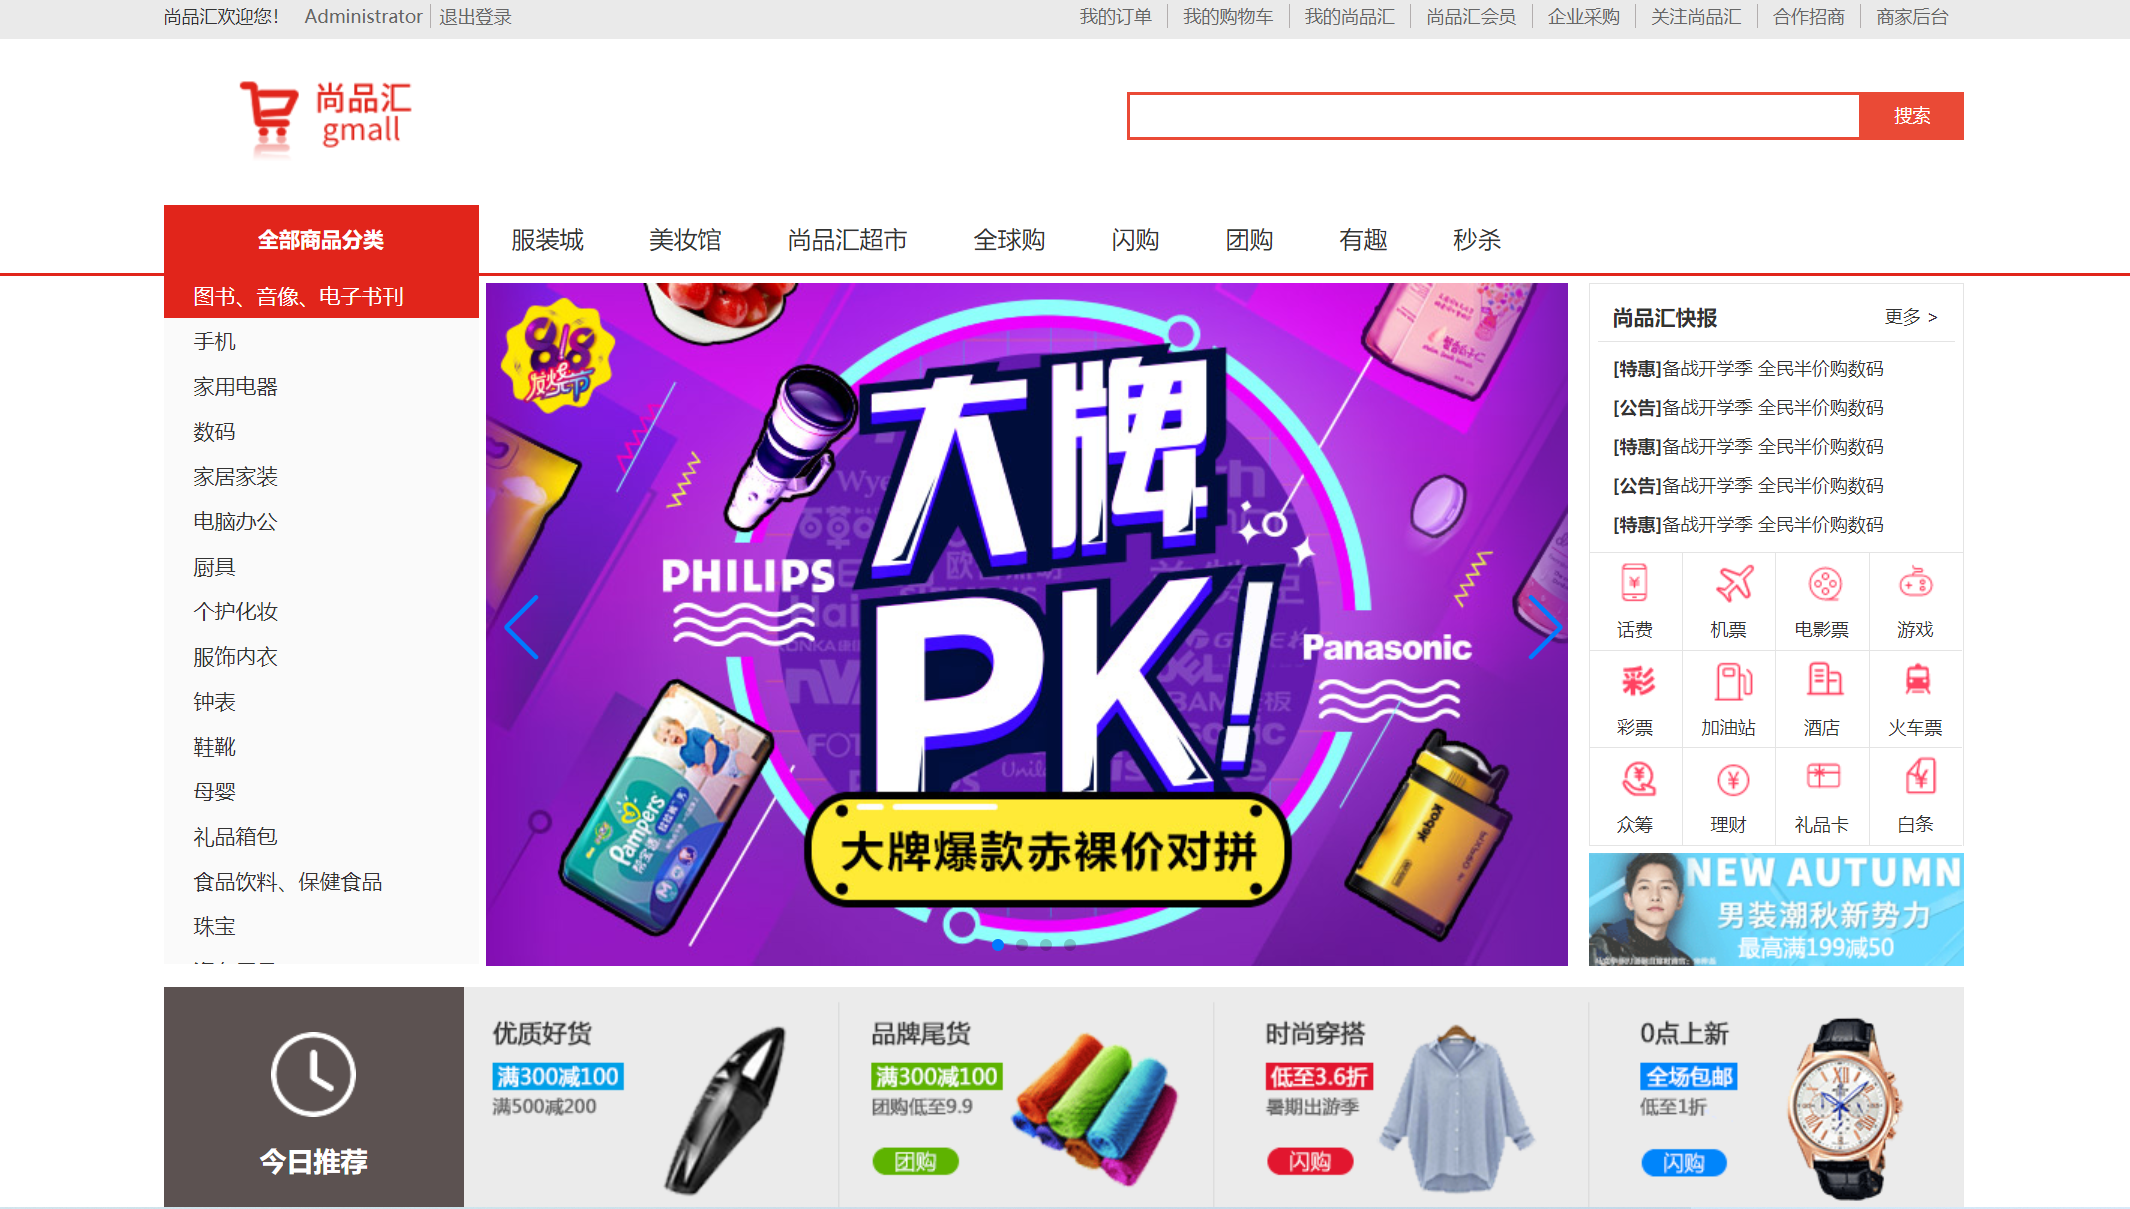 尚品汇欢迎您！ Administrator 退出登录 我的订单 我的购物车 我的尚品汇 尚品汇会员 企业采购 关注尚品汇 合作招商 商家后台
尚品汇
gmall
搜索
全部商品分类 服装城 美妆馆 尚品汇超市 全球购 闪购 团购 有趣 秒杀
图书、音像、电子书刊
手机
家用电器
数码
家居家装
电脑办公
厨具
个护化妆
服饰内衣
钟表
鞋靴
母婴
礼品箱包
食品饮料、保健食品
珠宝
发烧节
大牌
PK!
PHILIPS
Panasonic
Pampers
帮宝适
Kodak
大牌爆款赤裸价对拼
尚品汇快报 更多 >
[特惠]备战开学季 全民半价购数码
[公告]备战开学季 全民半价购数码
[特惠]备战开学季 全民半价购数码
[公告]备战开学季 全民半价购数码
[特惠]备战开学季 全民半价购数码
话费 机票 电影票 游戏
彩
彩票 加油站 酒店 火车票
众筹 理财 礼品卡 白条
NEW AUTUMN
男装潮秋新势力
最高满199减50
今日推荐
优质好货
满300减100
满500减200
品牌尾货
满300减100
团购低至9.9
团购
时尚穿搭
低至3.6折
暑期出游季
闪购
0点上新
全场包邮
低至1折
闪购